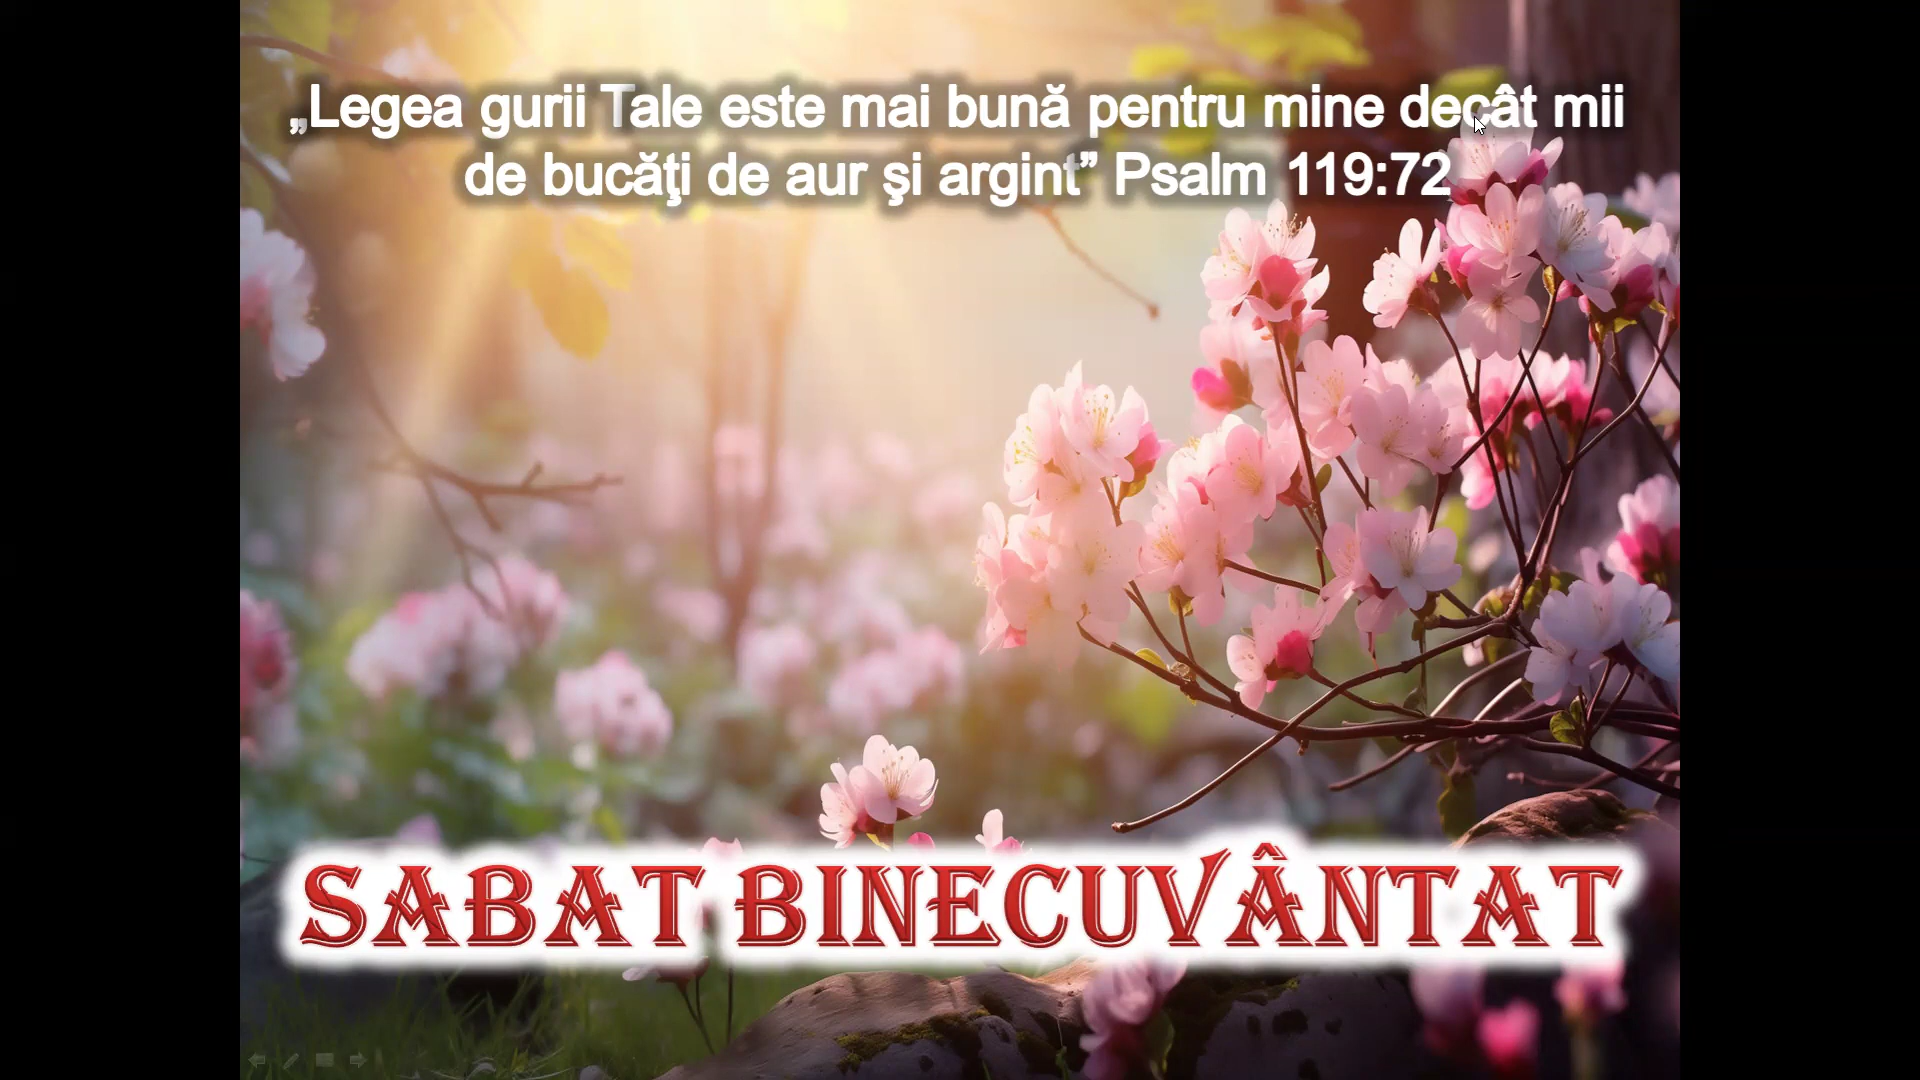 „Legea gurii Tale este mai bună pentru mine decât mii
de bucăţi de aur şi argint” Psalm 119:72
SABAT BINECUVÂNTAT